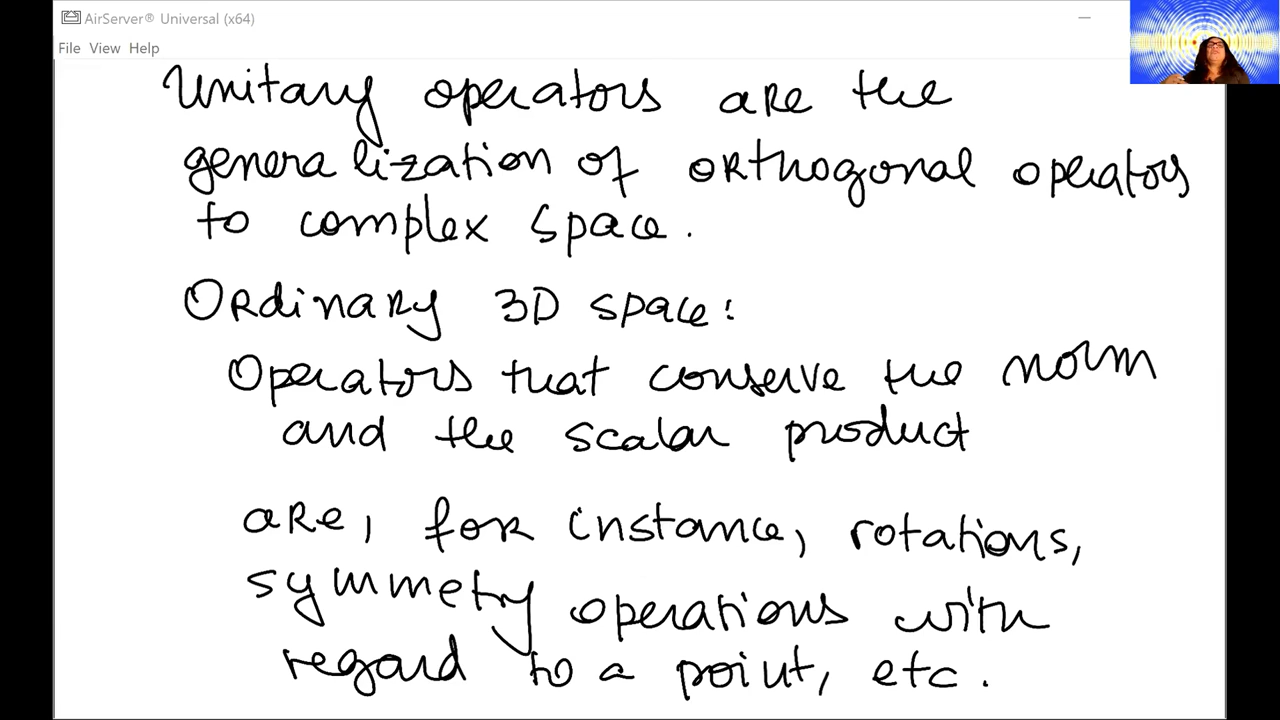 AirServer® Universal (x64)
File View Help
Unitary operators are the
generalization of orthogonal operators
to complex space.
Ordinary 3D space:
Operators that conserve the norm
and the scalar product
are, for instance, rotations,
symmetry operations with
regard to a point, etc.